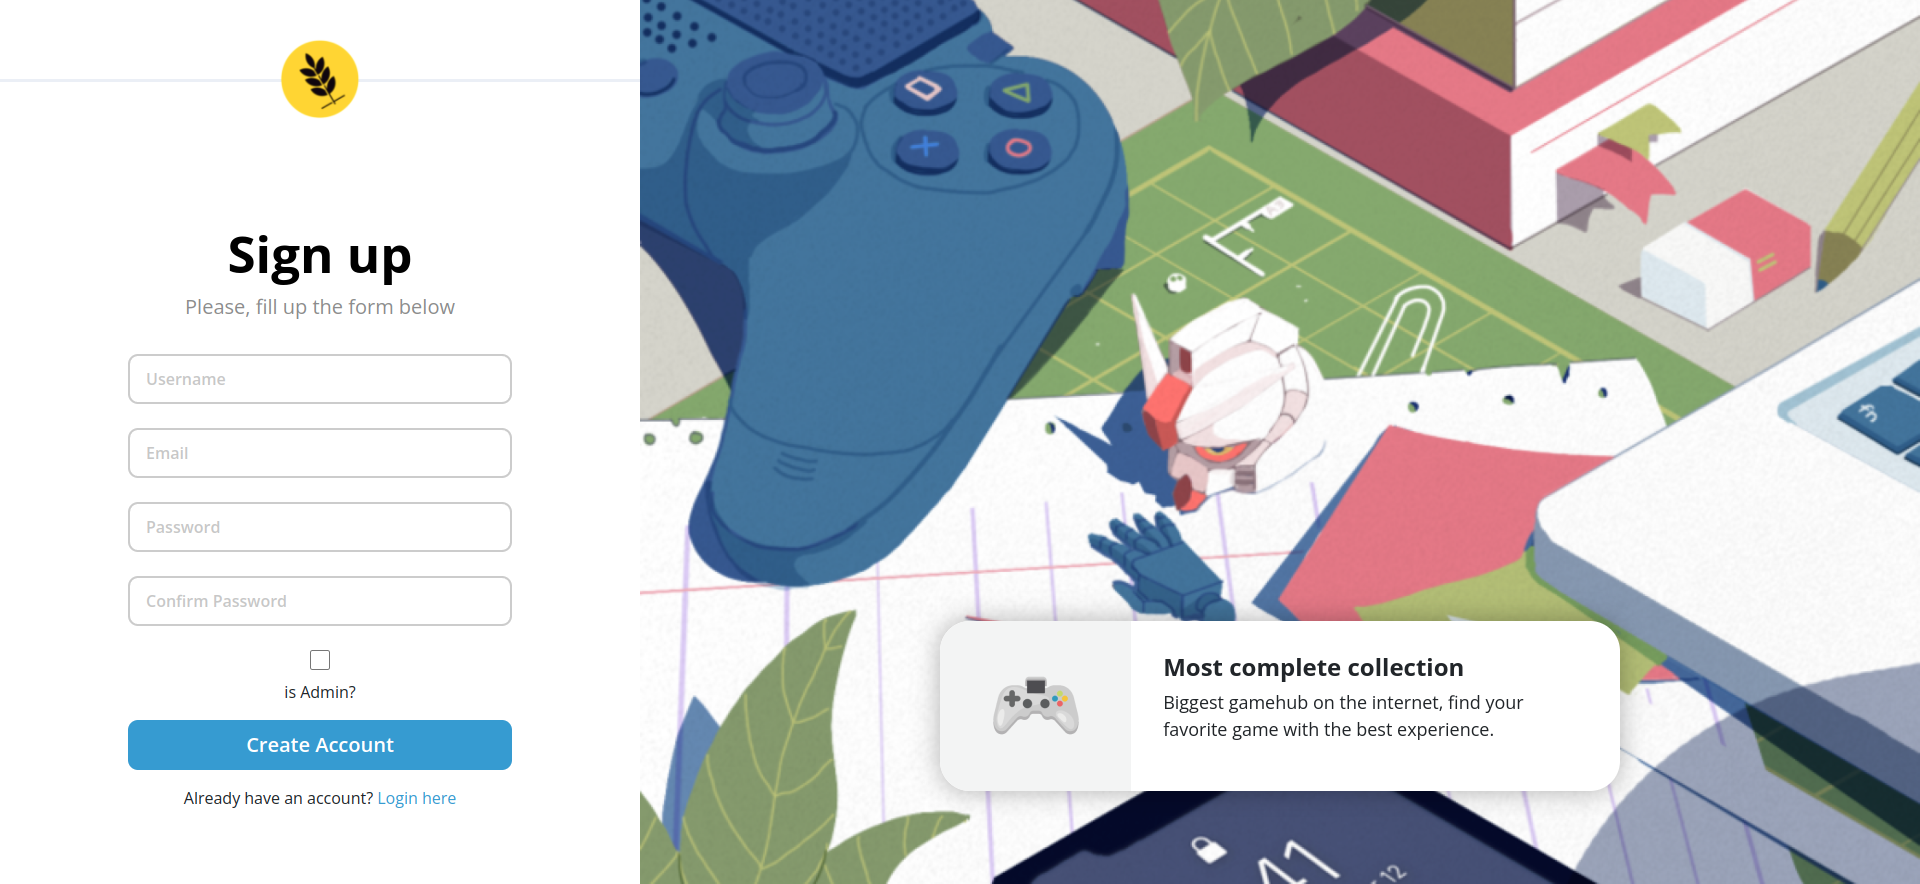 Sign up
Please, fill up the form below
Username
Email
Password
Confirm Password
is Admin?
Create Account
Already have an account? Login here
fn
Most complete collection
Biggest gamehub on the internet, find your
favorite game with the best experience.
41
12